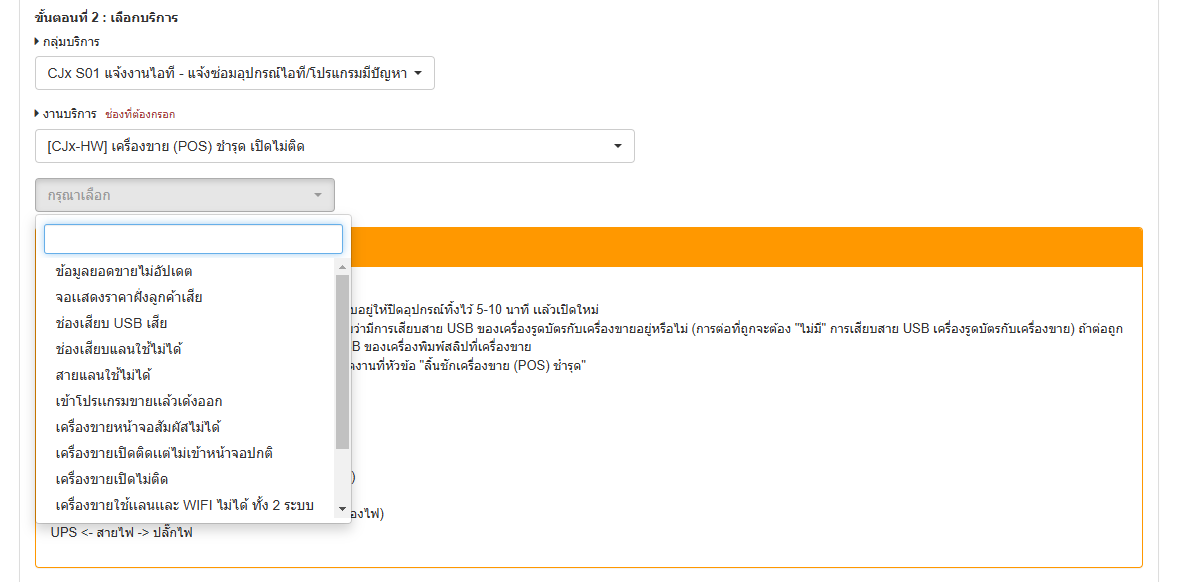 ขั้นตอนที่ 2 : เลือกบริการ
กลุ่มบริการ
CJx S01 แจ้งงานไอที - แจ้งซ่อมอุปกรณ์ไอที/โปรแกรมมีปัญหา
งานบริการ ช่องที่ต้องกรอก
[CJx-HW] เครื่องขาย (POS) ชำรุด เปิดไม่ติด
กรุณาเลือก
ข้อมูลยอดขายไม่อัปเดต
จอแสดงราคาฝั่งลูกค้าเสีย
ช่องเสียบ USB เสีย
ช่องเสียบแลนใช้ไม่ได้
สายแลนใช้ไม่ได้
เข้าโปรแกรมขายแล้วเด้งออก
เครื่องขายหน้าจอสัมผัสไม่ได้
เครื่องขายเปิดติดแต่ไม่เข้าหน้าจอปกติ
เครื่องขายเปิดไม่ติด
เครื่องขายใช้แลนและ WIFI ไม่ได้ ทั้ง 2 ระบบ
อยู่ให้ปิดอุปกรณ์ทิ้งไว้ 5-10 นาที แล้วเปิดใหม่
ว่ามีการเสียบสาย USB ของเครื่องรูดบัตรกับเครื่องขายอยู่หรือไม่ (การต่อที่ถูกจะต้อง "ไม่มี" การเสียบสาย USB เครื่องรูดบัตรกับเครื่องขาย) ถ้าต่อถูก
B ของเครื่องพิมพ์สลิปที่เครื่องขาย
งานที่หัวข้อ "ลิ้นชักเครื่องขาย (POS) ชำรุด"
)
องไฟ)
UPS <- สายไฟ -> ปลั๊กไฟ